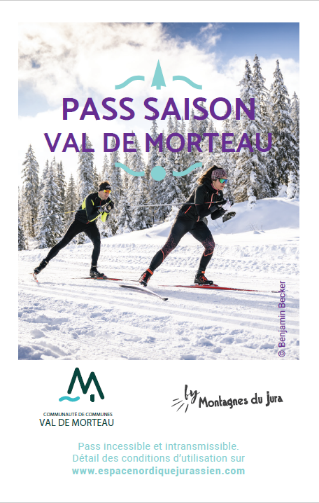 PASS SAISON
VAL DE MORTEAU
© Benjamin Becker
COMMUNAUTÉ DE COMMUNES
VAL DE MORTEAU
by
Montagnes du Jura
Pass incessible et intransmissible.
Détail des conditions d'utilisation sur
www.espacenordiquejurassien.com